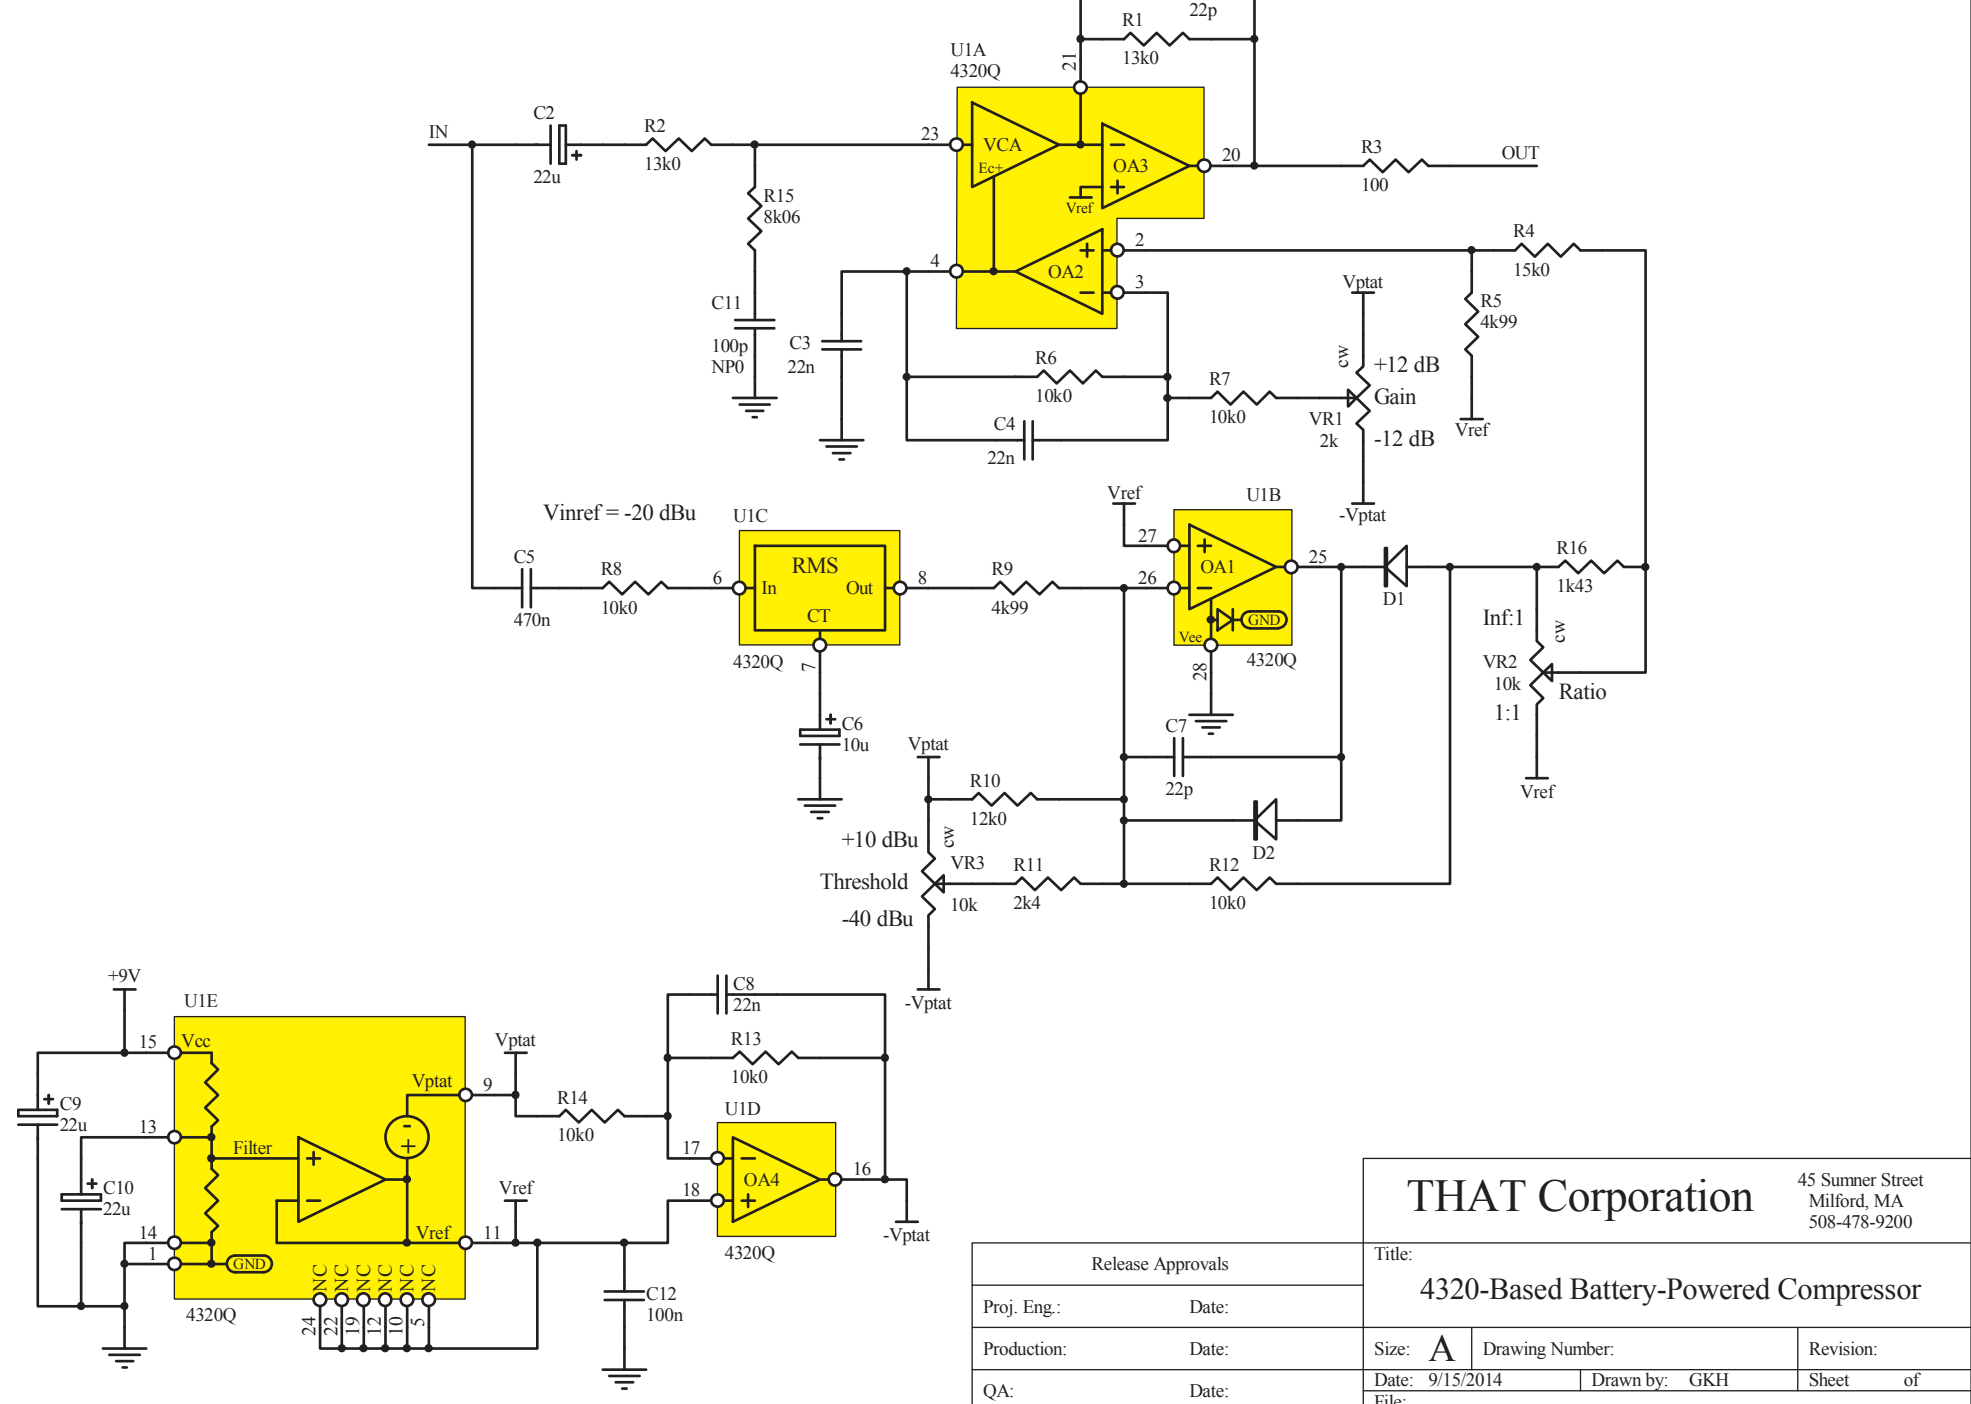 22p
R1
13k0
21
U1A
4320Q
C2
22u
+
IN
R2
13k0
23
VCA
Ec+
OA3
Vref
20
R3
100
OUT
R15
8k06
C11
100p
NP0
C3
22n
4
OA2
2
3
R4
15k0
Vptat
R5
4k99
Vref
R6
10k0
R7
10k0
cw
+12 dB
Gain
-12 dB
VR1
2k
-Vptat
C4
22n
Vinref = -20 dBu
U1C
4320Q
RMS
In
Out
CT
C5
470n
R8
10k0
6
8
7
C6
10u
R9
4k99
Vref
U1B
27
26
OA1
25
Vee
GND
28
4320Q
D1
R16
1k43
Inf:1
cw
VR2
10k
Ratio
1:1
Vref
C7
22p
Vptat
R10
12k0
D2
+10 dBu
cw
VR3
10k
Threshold
-40 dBu
R11
2k4
R12
10k0
-Vptat
+9V
U1E
15
Vcc
Vptat
9
Vptat
C9
22u
13
Filter
C10
22u
14
1
GND
Vref
11
Vref
NC NC NC NC NC NC
24 22 19 12 10 5
4320Q
C8
22n
R13
10k0
R14
10k0
U1D
17
18
OA4
16
4320Q
-Vptat
C12
100n
THAT Corporation
45 Sumner Street
Milford, MA
508-478-9200
Release Approvals
Title:
4320-Based Battery-Powered Compressor
Proj. Eng.: Date:
Production: Date:
QA: Date:
Size: A Drawing Number: Revision:
Date: 9/15/2014 Drawn by: GKH Sheet of
File: